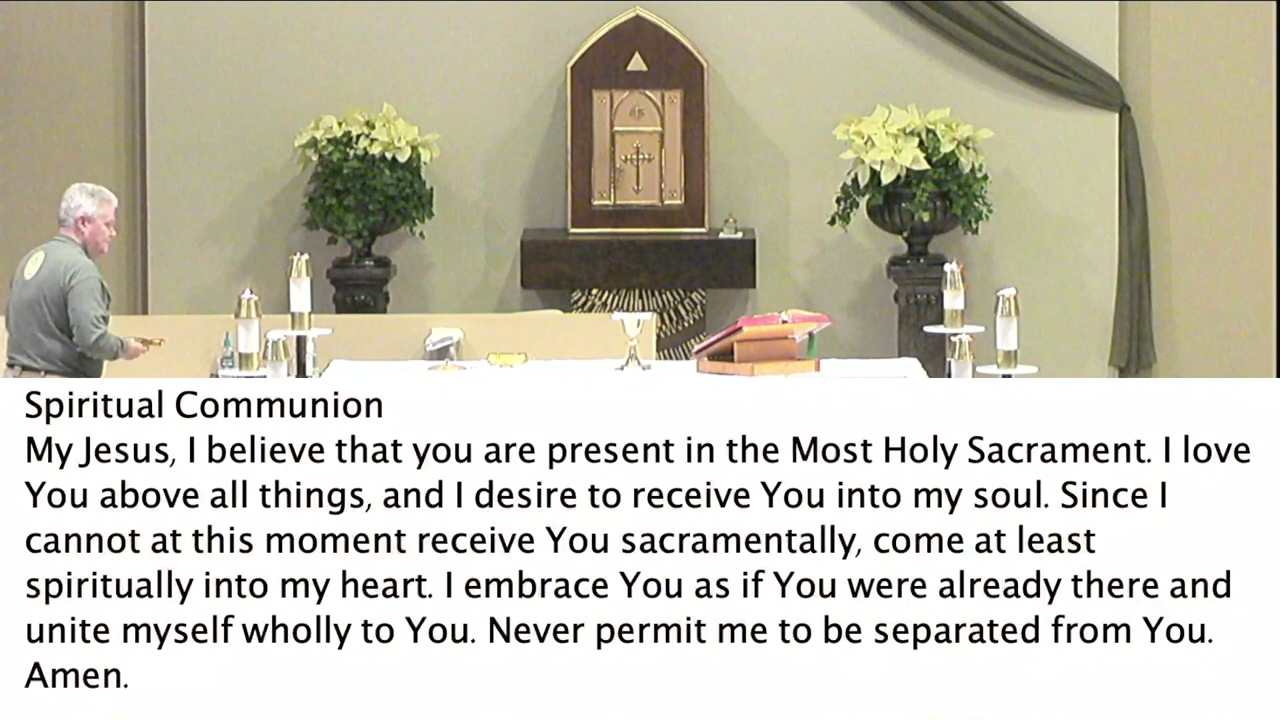 Spiritual Communion
My Jesus, I believe that you are present in the Most Holy Sacrament. I love
You above all things, and I desire to receive You into my soul. Since I
cannot at this moment receive You sacramentally, come at least
spiritually into my heart. I embrace You as if You were already there and
unite myself wholly to You. Never permit me to be separated from You.
Amen.